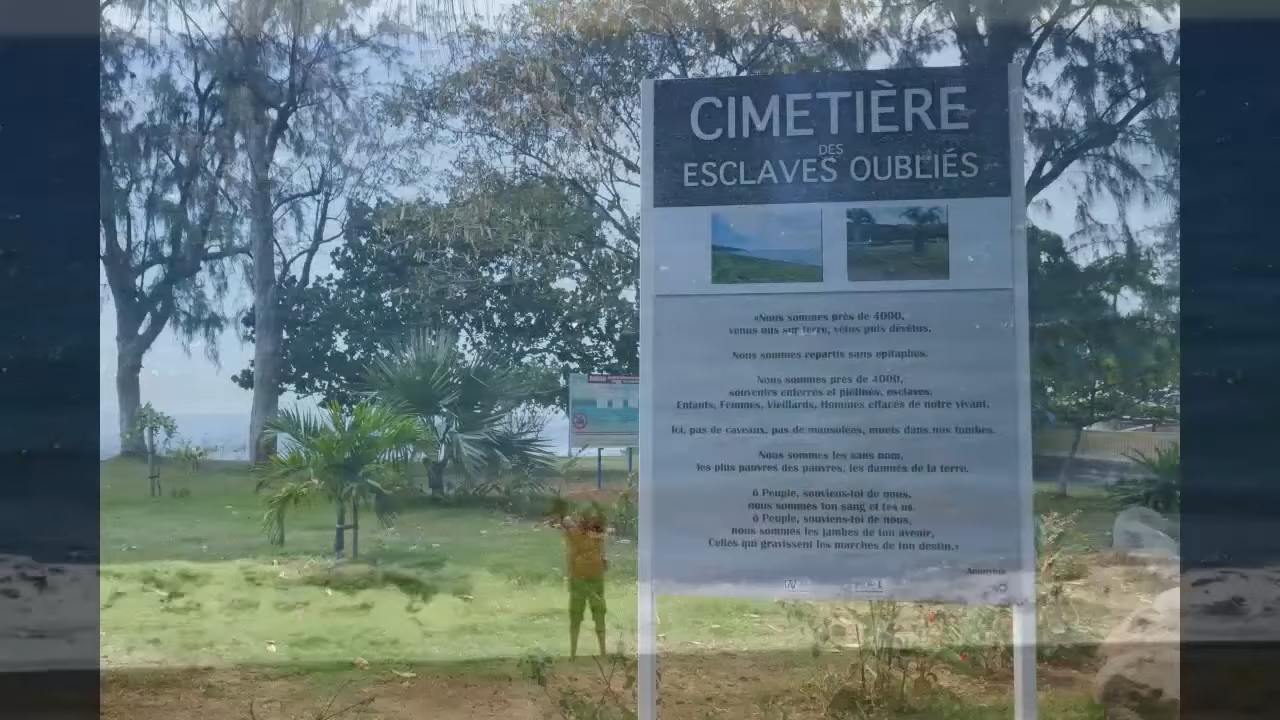 CIMETIÈRE
DES
ESCLAVES OUBLIÉS
«Nous sommes près de 4000,
venus nus sur terre, vêtus puis dévêtus.
Nous sommes repartis sans épitaphes.
Nous sommes près de 4000,
souvenirs enterrés et piétinés, esclaves.
Enfants, Femmes, Vieillards, Hommes effacés de notre vivant.
Ici, pas de caveaux, pas de mausolées, muets dans nos tombes.
Nous sommes les sans nom,
les plus pauvres des pauvres, les damnés de la terre.
ô Peuple, souviens-toi de nous,
nous sommes ton sang et tes os.
ô Peuple, souviens-toi de nous,
nous sommes les jambes de ton avenir,
Celles qui gravissent les marches de ton destin.»
Anonyme